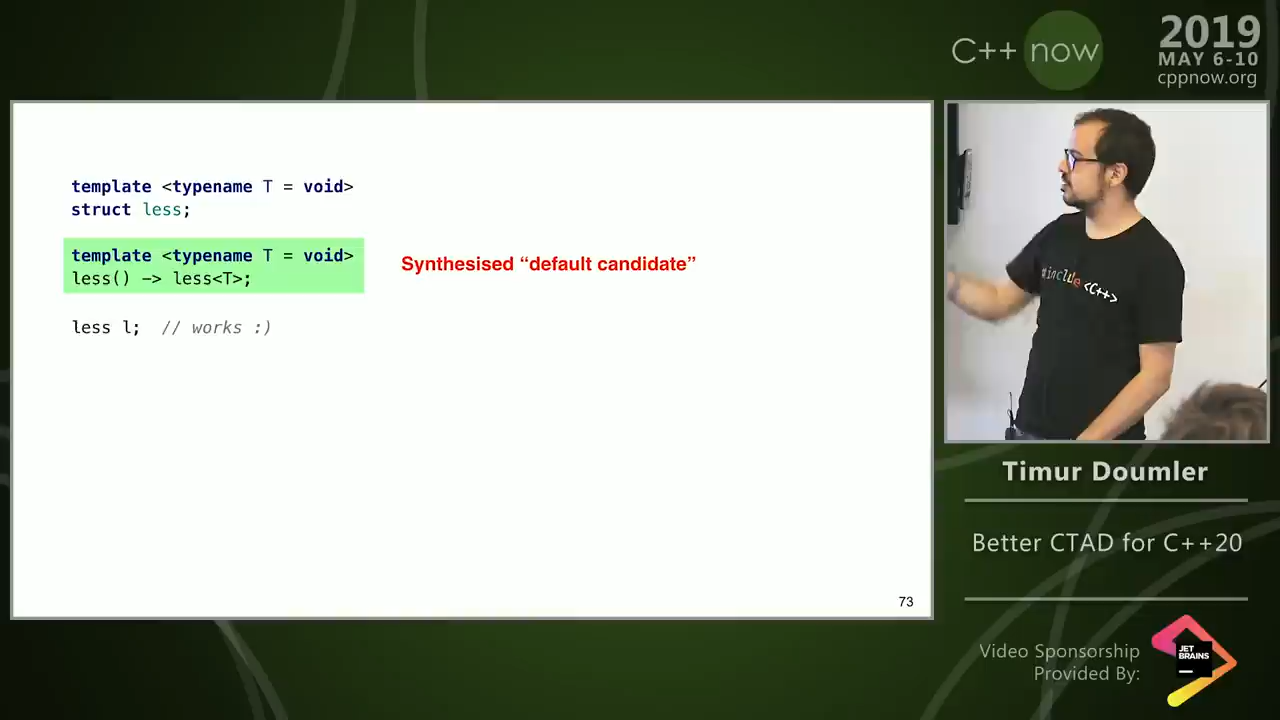 C++ now
2019
MAY 6-10
cppnow.org
template <typename T = void>
struct less;
template <typename T = void>
less() -> less<T>;
Synthesised “default candidate”
less l;  // works :)
73
#include <C++>
Timur Doumler
Better CTAD for C++20
Video Sponsorship
Provided By:
JET
BRAINS